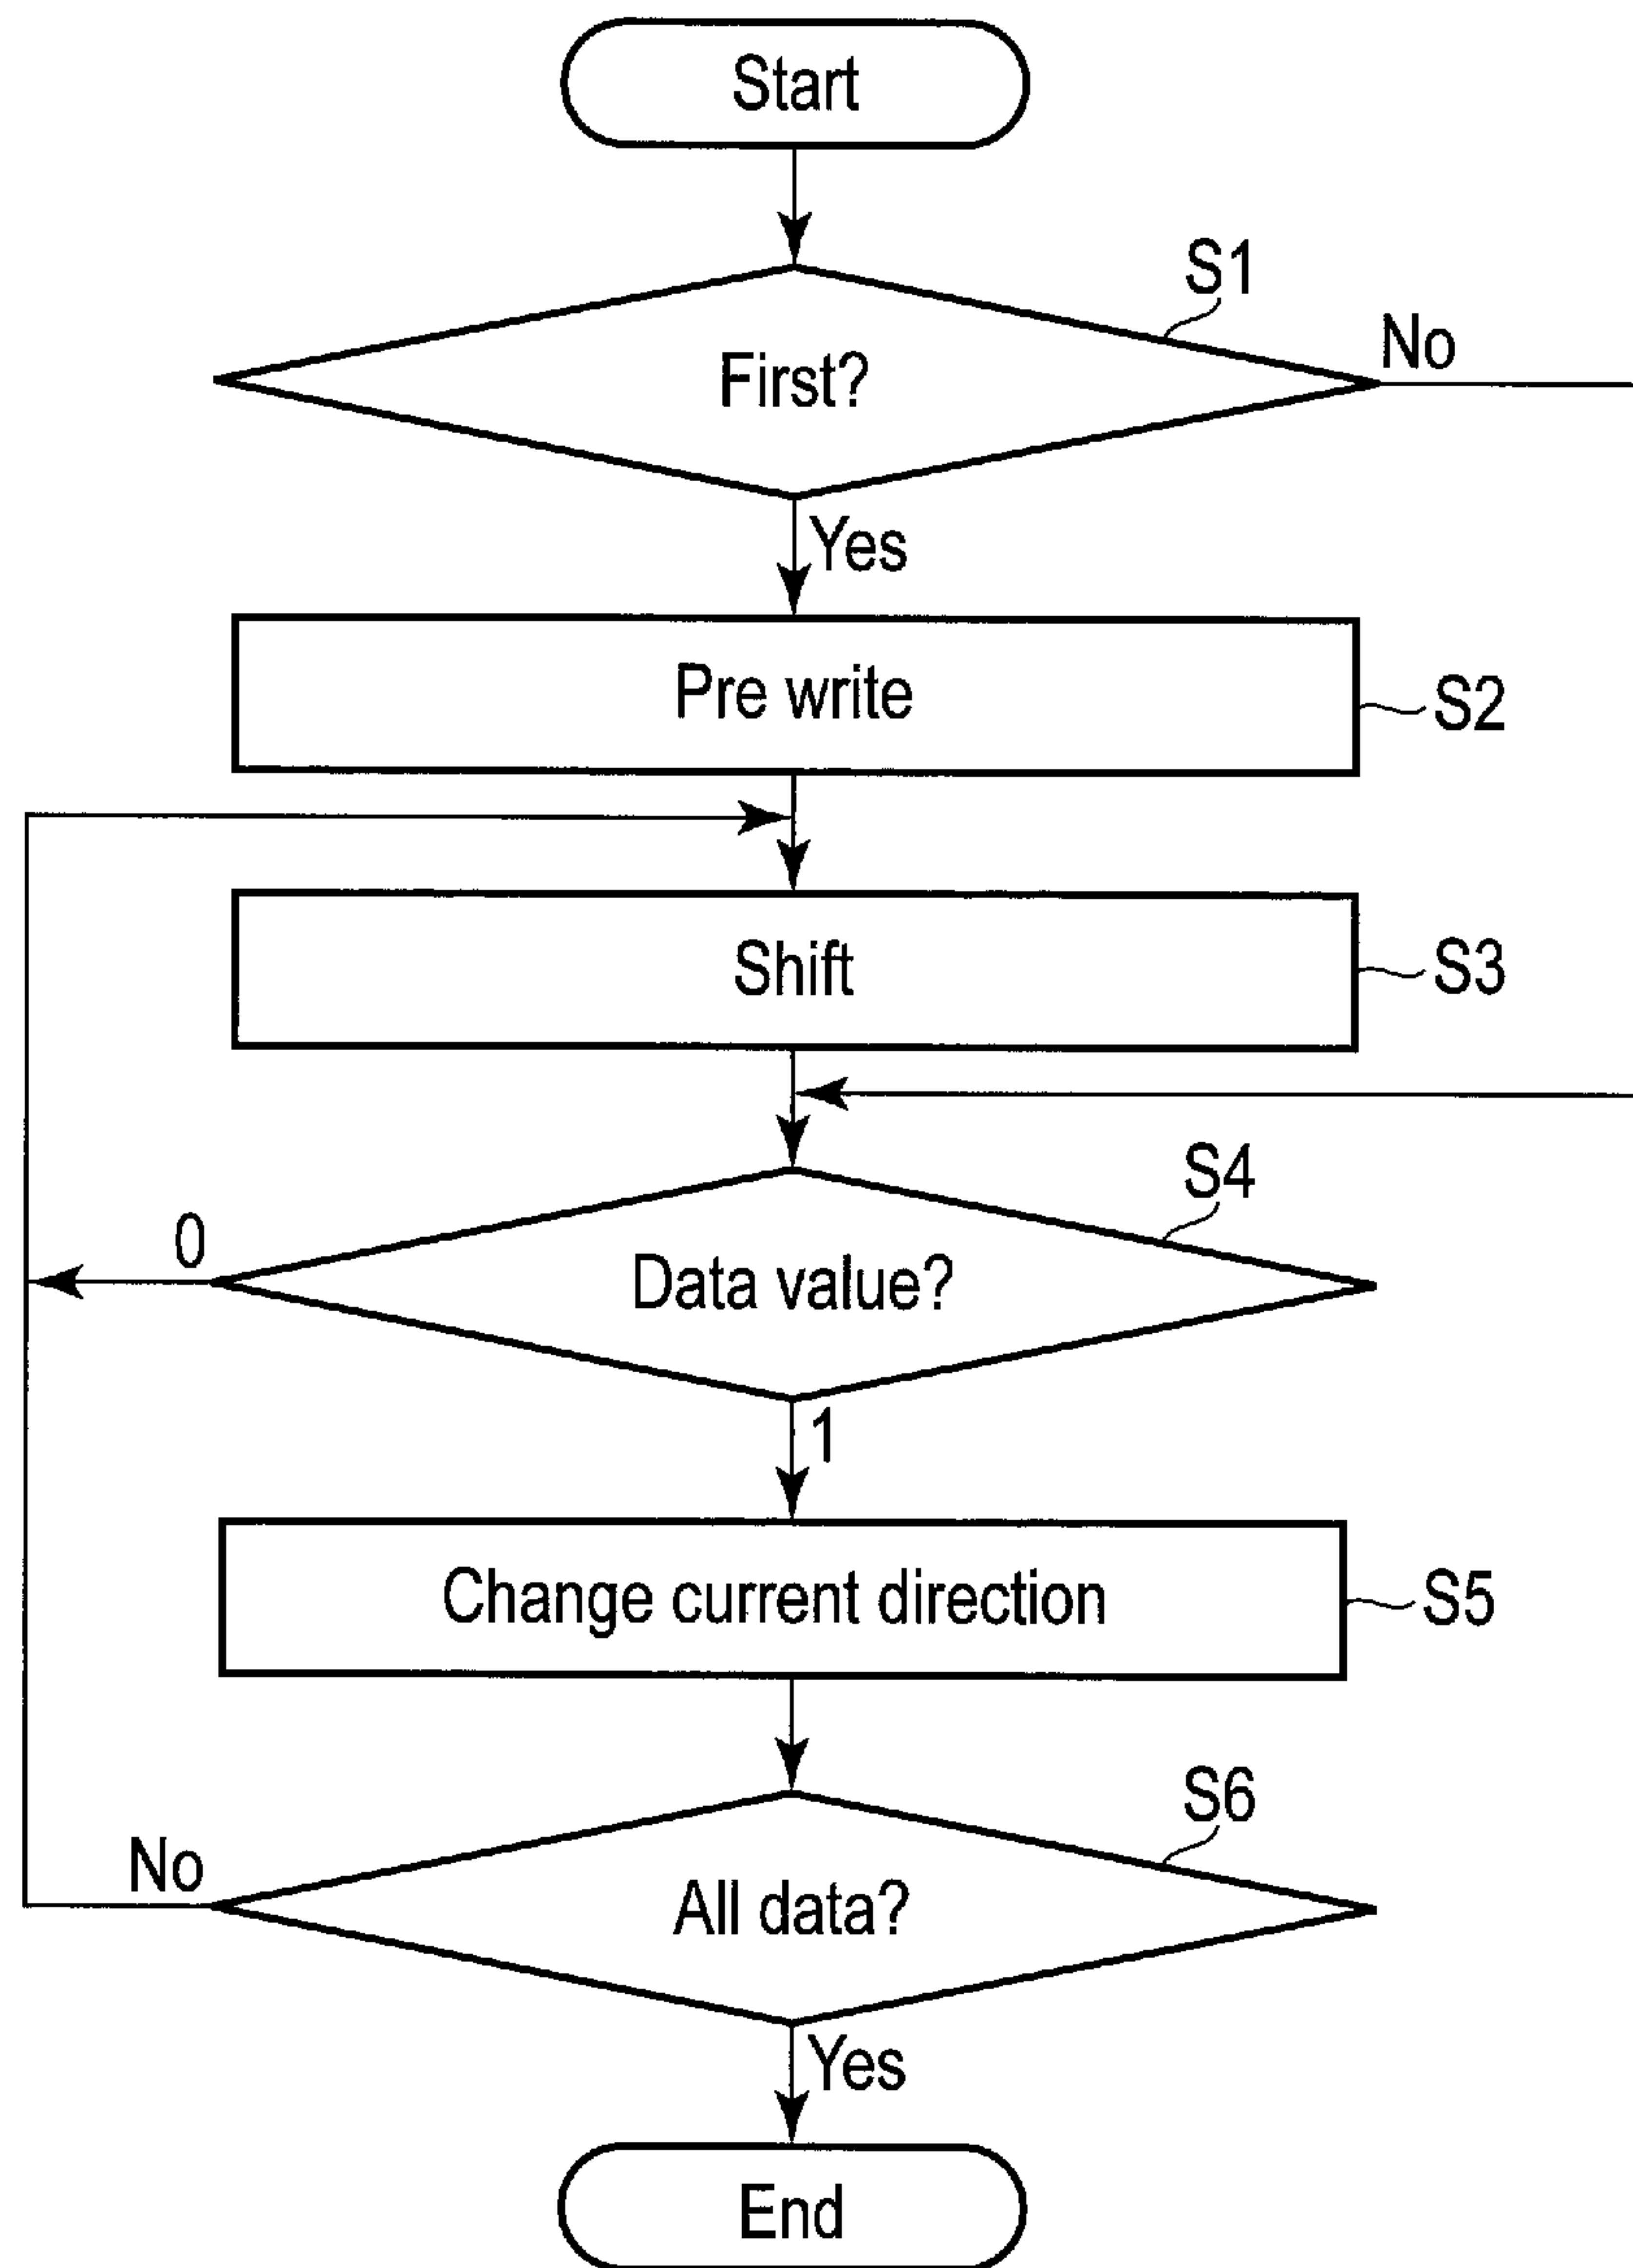 Start
S1
First?
No
Yes
Pre write
S2
Shift
S3
S4
0
Data value?
1
Change current direction
S5
S6
No
All data?
Yes
End